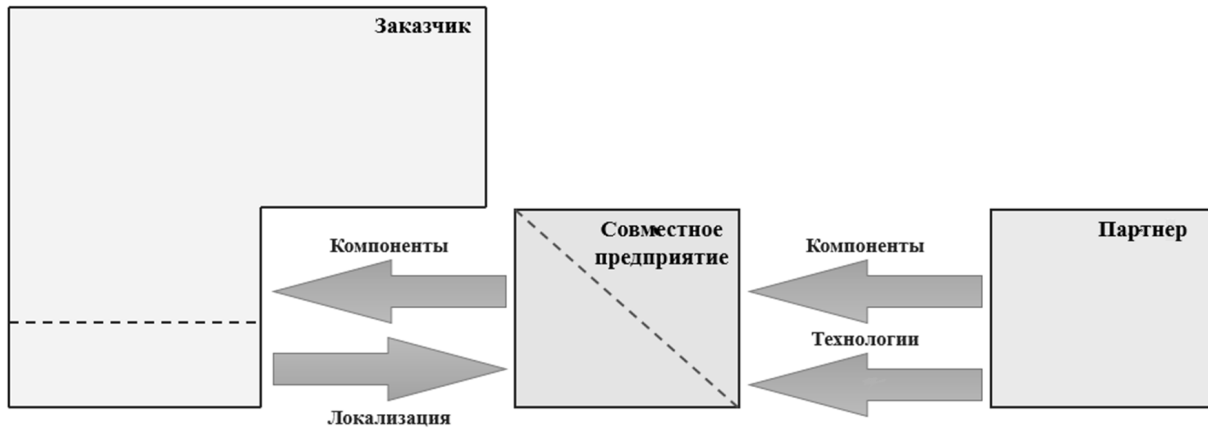 Заказчик
Совместное
предприятие
Партнер
Компоненты
Компоненты
Технологии
Локализация